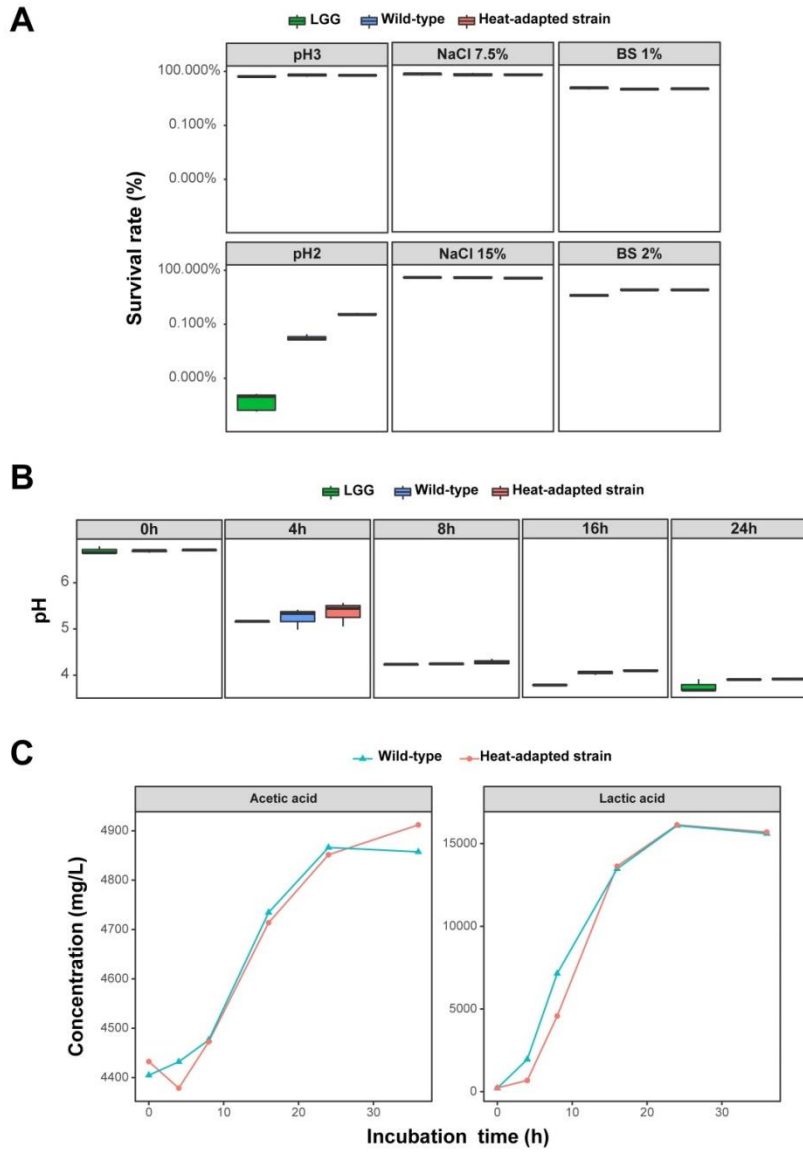 A
LGG Wild-type Heat-adapted strain
pH3 NaCl 7.5% BS 1%
100.000%
0.100%
0.000%
pH2 NaCl 15% BS 2%
100.000%
0.100%
0.000%
Survival rate (%)
B
LGG Wild-type Heat-adapted strain
0h 4h 8h 16h 24h
6
5
4
pH
C
Wild-type Heat-adapted strain
Acetic acid Lactic acid
4900
4800
4700
4600
4500
4400
15000
10000
5000
0
Concentration (mg/L)
0 10 20 30 0 10 20 30
Incubation time (h)